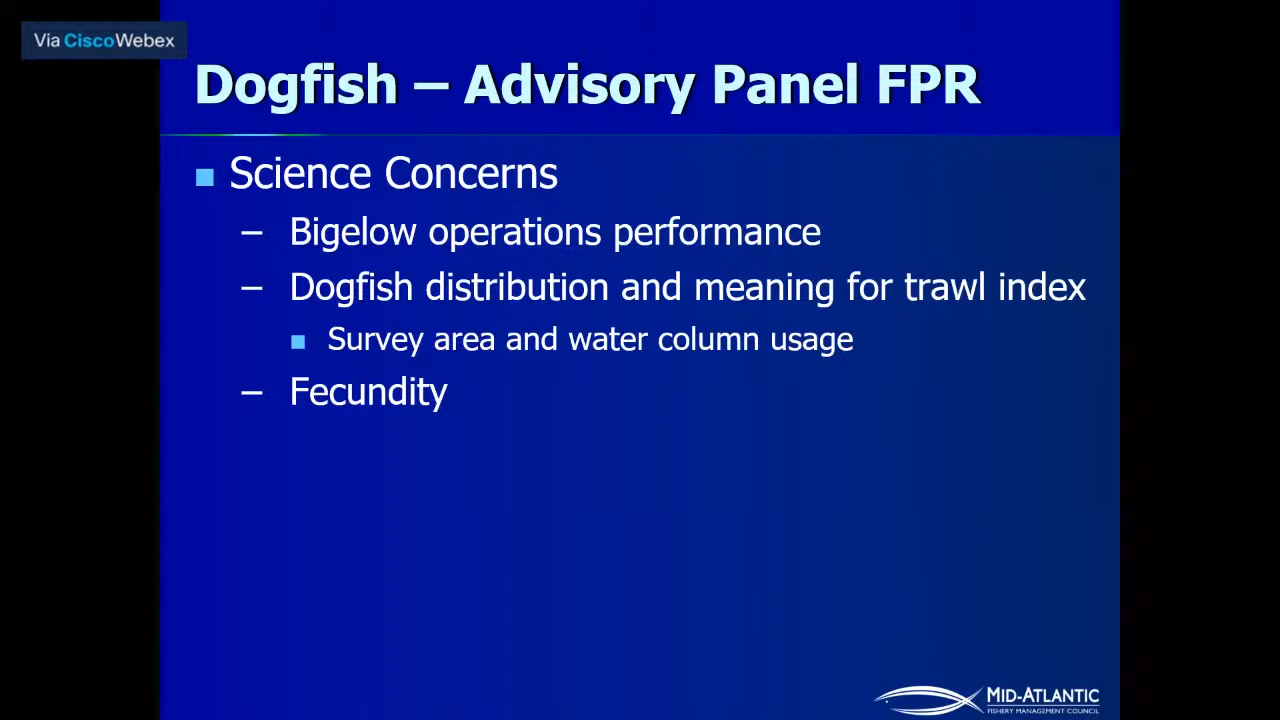 Via CiscoWebex
Dogfish – Advisory Panel FPR
Science Concerns
– Bigelow operations performance
– Dogfish distribution and meaning for trawl index
Survey area and water column usage
– Fecundity
MID-ATLANTIC
FISHERY MANAGEMENT COUNCIL